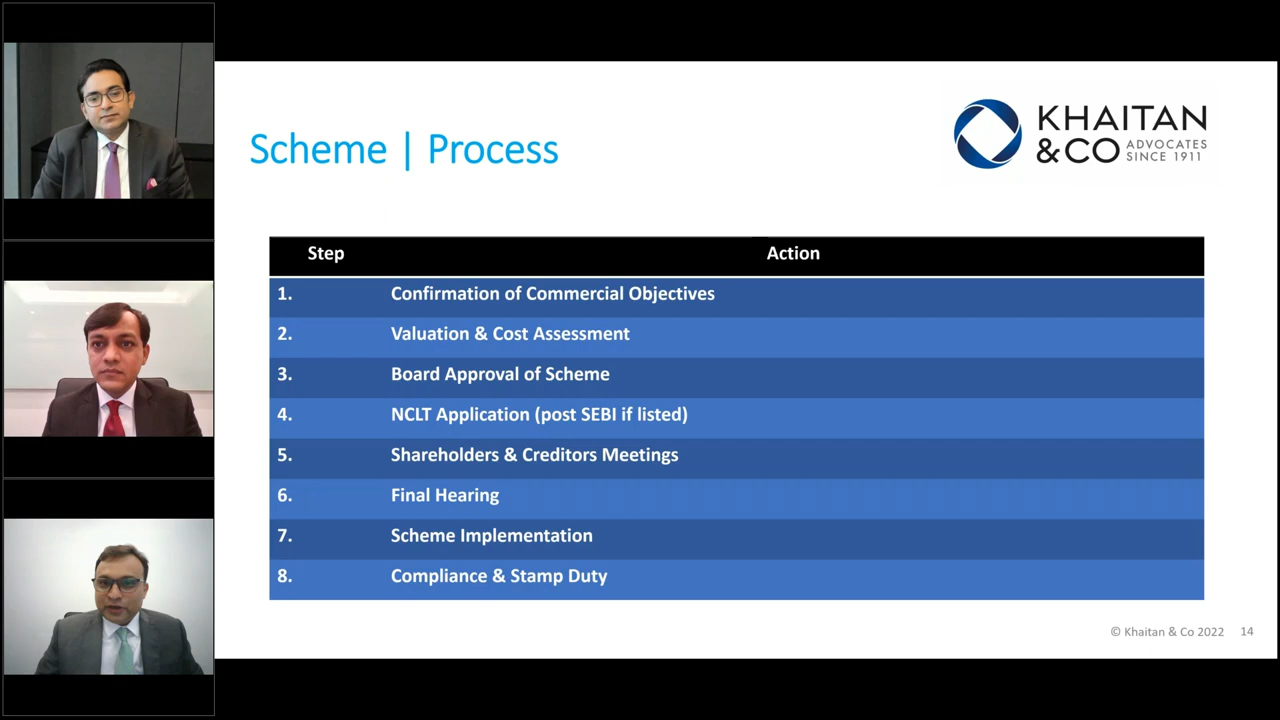 Scheme | Process
KHAITAN
&CO ADVOCATES
SINCE 1911
Step Action
1. Confirmation of Commercial Objectives
2. Valuation & Cost Assessment
3. Board Approval of Scheme
4. NCLT Application (post SEBI if listed)
5. Shareholders & Creditors Meetings
6. Final Hearing
7. Scheme Implementation
8. Compliance & Stamp Duty
© Khaitan & Co 2022 14